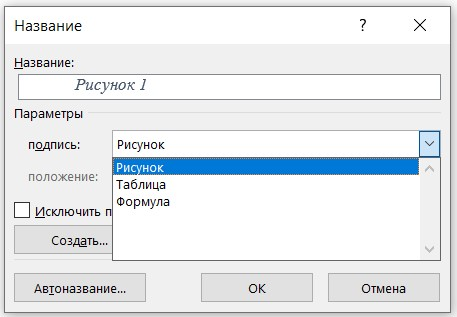 Название
?
Название:
Рисунок 1
Параметры
подпись: Рисунок
Рисунок
положение:
Таблица
Формула
Исключить п
Создать...
Автоназвание... ОК Отмена